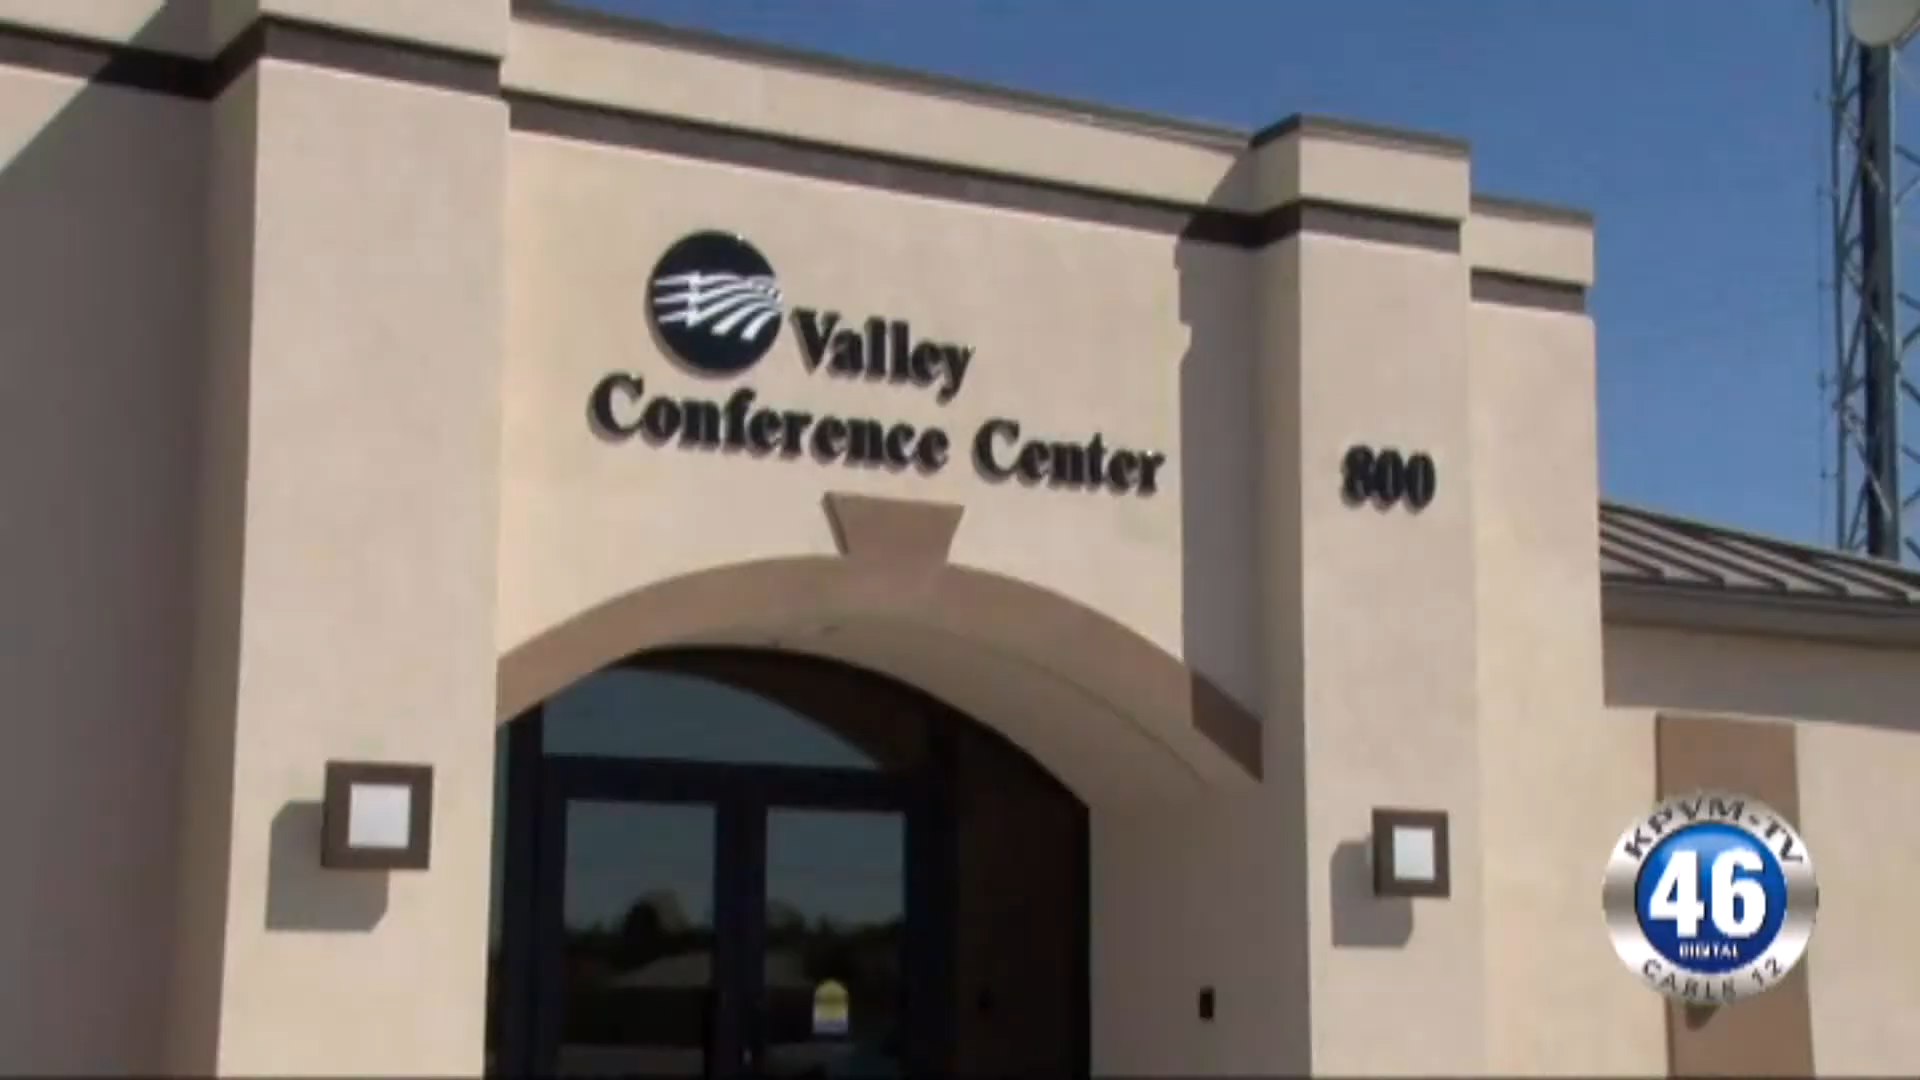 Valley
Conference Center
800
KPVM-TV
46
DIGITAL
CABLE 12